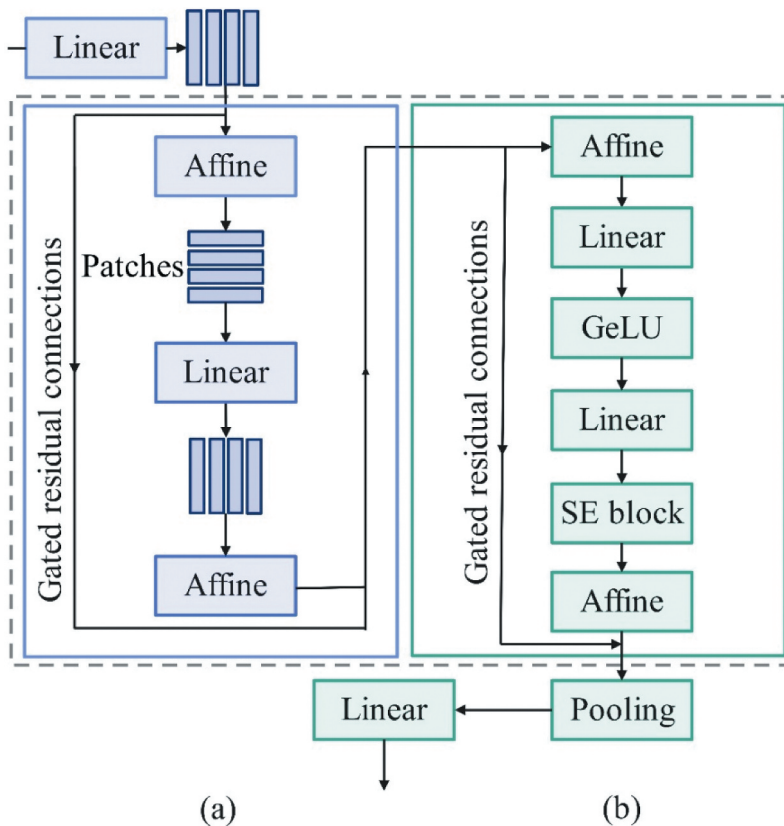 Linear
Affine
Patches
Linear
Affine
Gated residual connections
Affine
Linear
GeLU
Linear
SE block
Affine
Gated residual connections
Pooling
Linear
(a)
(b)